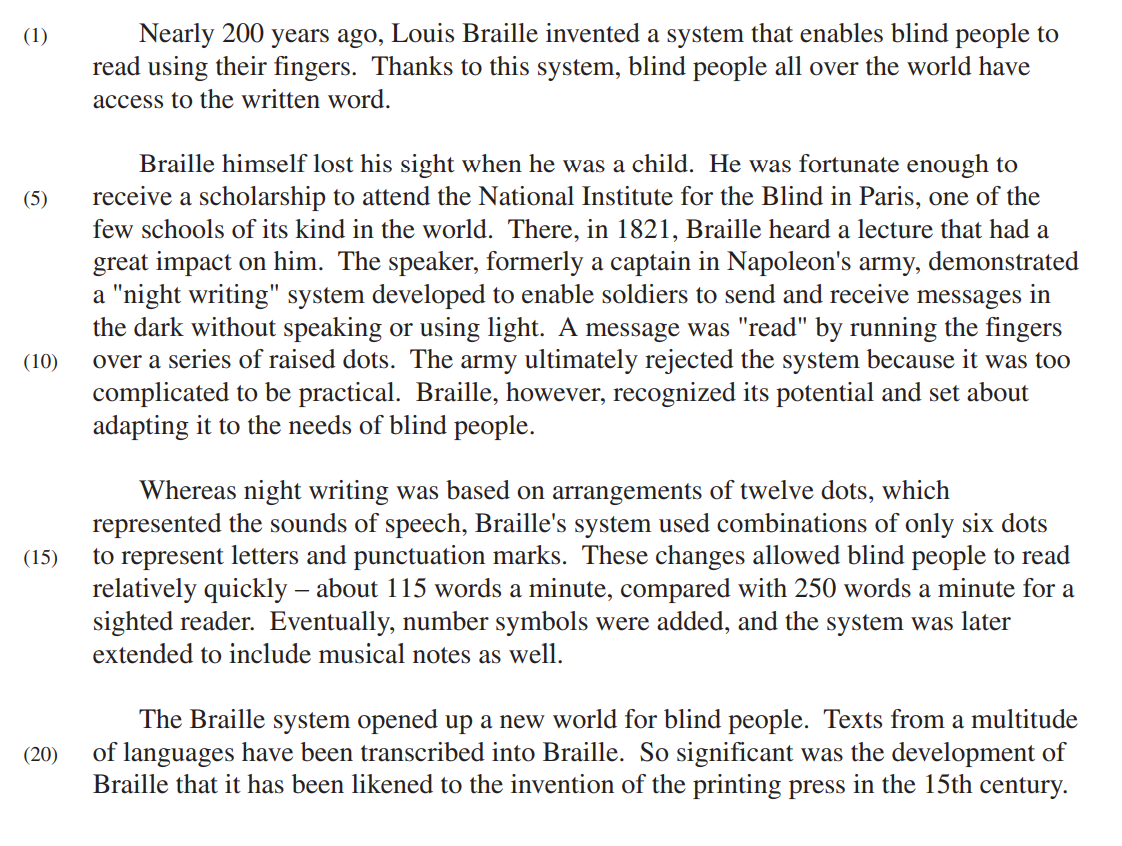 (1) Nearly 200 years ago, Louis Braille invented a system that enables blind people to
read using their fingers.  Thanks to this system, blind people all over the world have
access to the written word.
Braille himself lost his sight when he was a child.  He was fortunate enough to
(5) receive a scholarship to attend the National Institute for the Blind in Paris, one of the
few schools of its kind in the world.  There, in 1821, Braille heard a lecture that had a
great impact on him.  The speaker, formerly a captain in Napoleon's army, demonstrated
a "night writing" system developed to enable soldiers to send and receive messages in
the dark without speaking or using light.  A message was "read" by running the fingers
(10) over a series of raised dots.  The army ultimately rejected the system because it was too
complicated to be practical.  Braille, however, recognized its potential and set about
adapting it to the needs of blind people.
Whereas night writing was based on arrangements of twelve dots, which
represented the sounds of speech, Braille's system used combinations of only six dots
(15) to represent letters and punctuation marks.  These changes allowed blind people to read
relatively quickly – about 115 words a minute, compared with 250 words a minute for a
sighted reader.  Eventually, number symbols were added, and the system was later
extended to include musical notes as well.
The Braille system opened up a new world for blind people.  Texts from a multitude
(20) of languages have been transcribed into Braille.  So significant was the development of
Braille that it has been likened to the invention of the printing press in the 15th century.